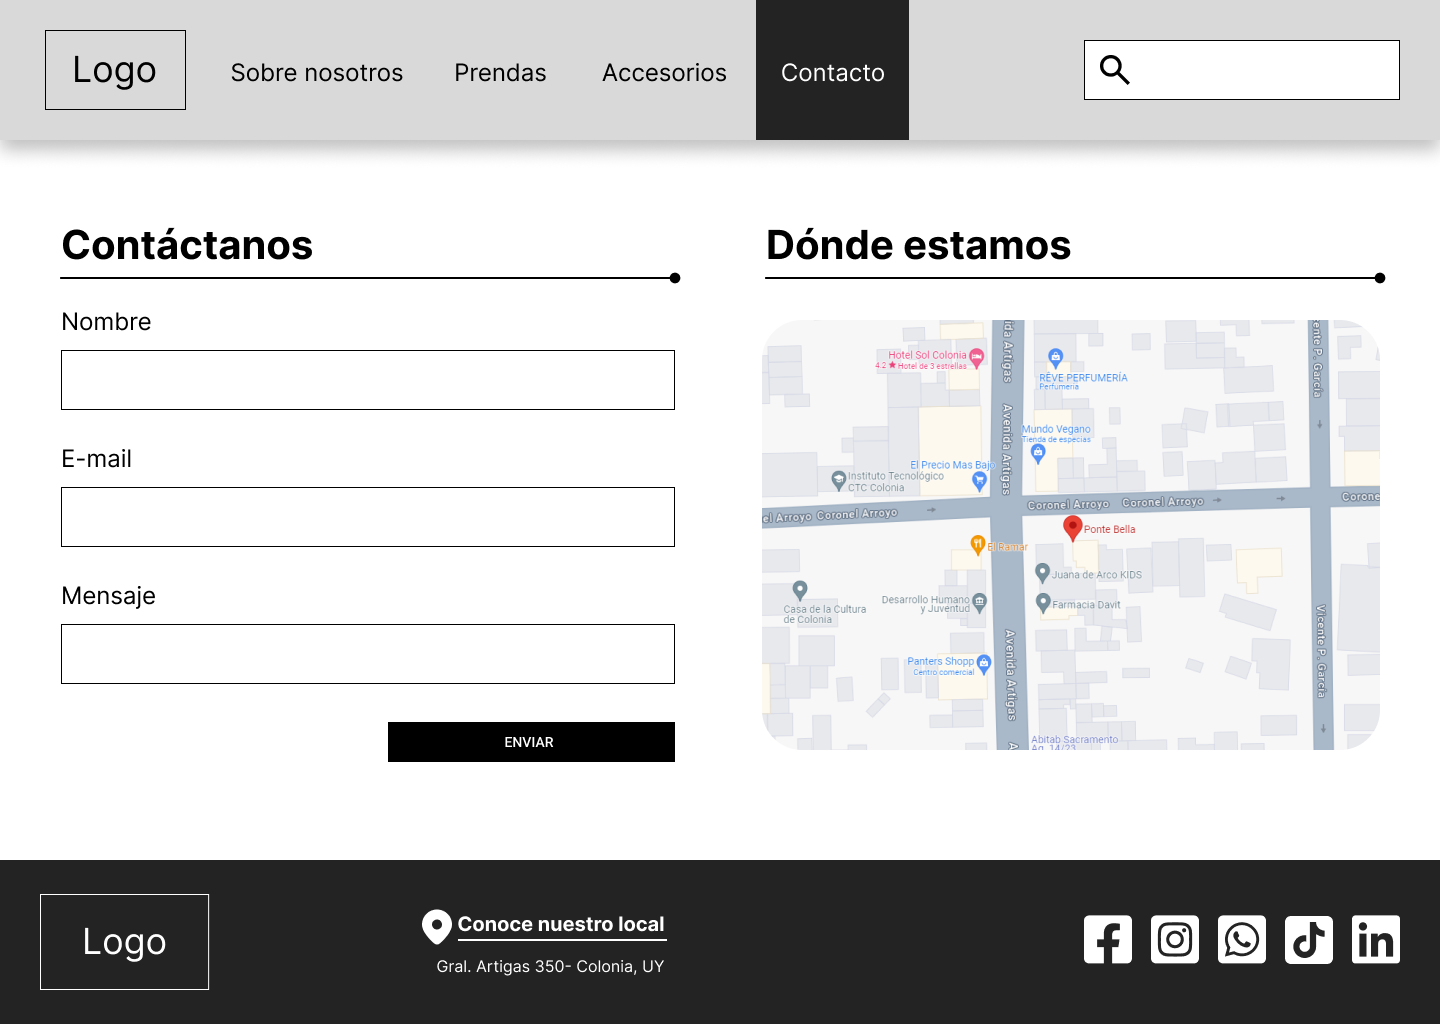 Logo
Sobre nosotros
Prendas
Accesorios
Contacto
Contáctanos
Nombre
E-mail
Mensaje
ENVIAR
Dónde estamos
Hotel Sol Colonia
4.2 ★ Hotel de 3 estrellas
RÊVE PERFUMERÍA
Perfumería
Avenida Artigas
Mundo Vegano
Tienda de especias
El Precio Mas Bajo
Instituto Tecnológico
CTC Colonia
Coronel Arroyo
Coronel Arroyo
Coronel Arroyo
Ponte Bella
El Ramar
Juana de Arco KIDS
Desarrollo Humano
y Juventud
Farmacia Davit
Casa de la Cultura
de Colonia
Vicente P. García
Avenida Artigas
Panters Shopp
Centro comercial
Abitab Sacramento
Ag. 14/23
Logo
Conoce nuestro local
Gral. Artigas 350- Colonia, UY
in